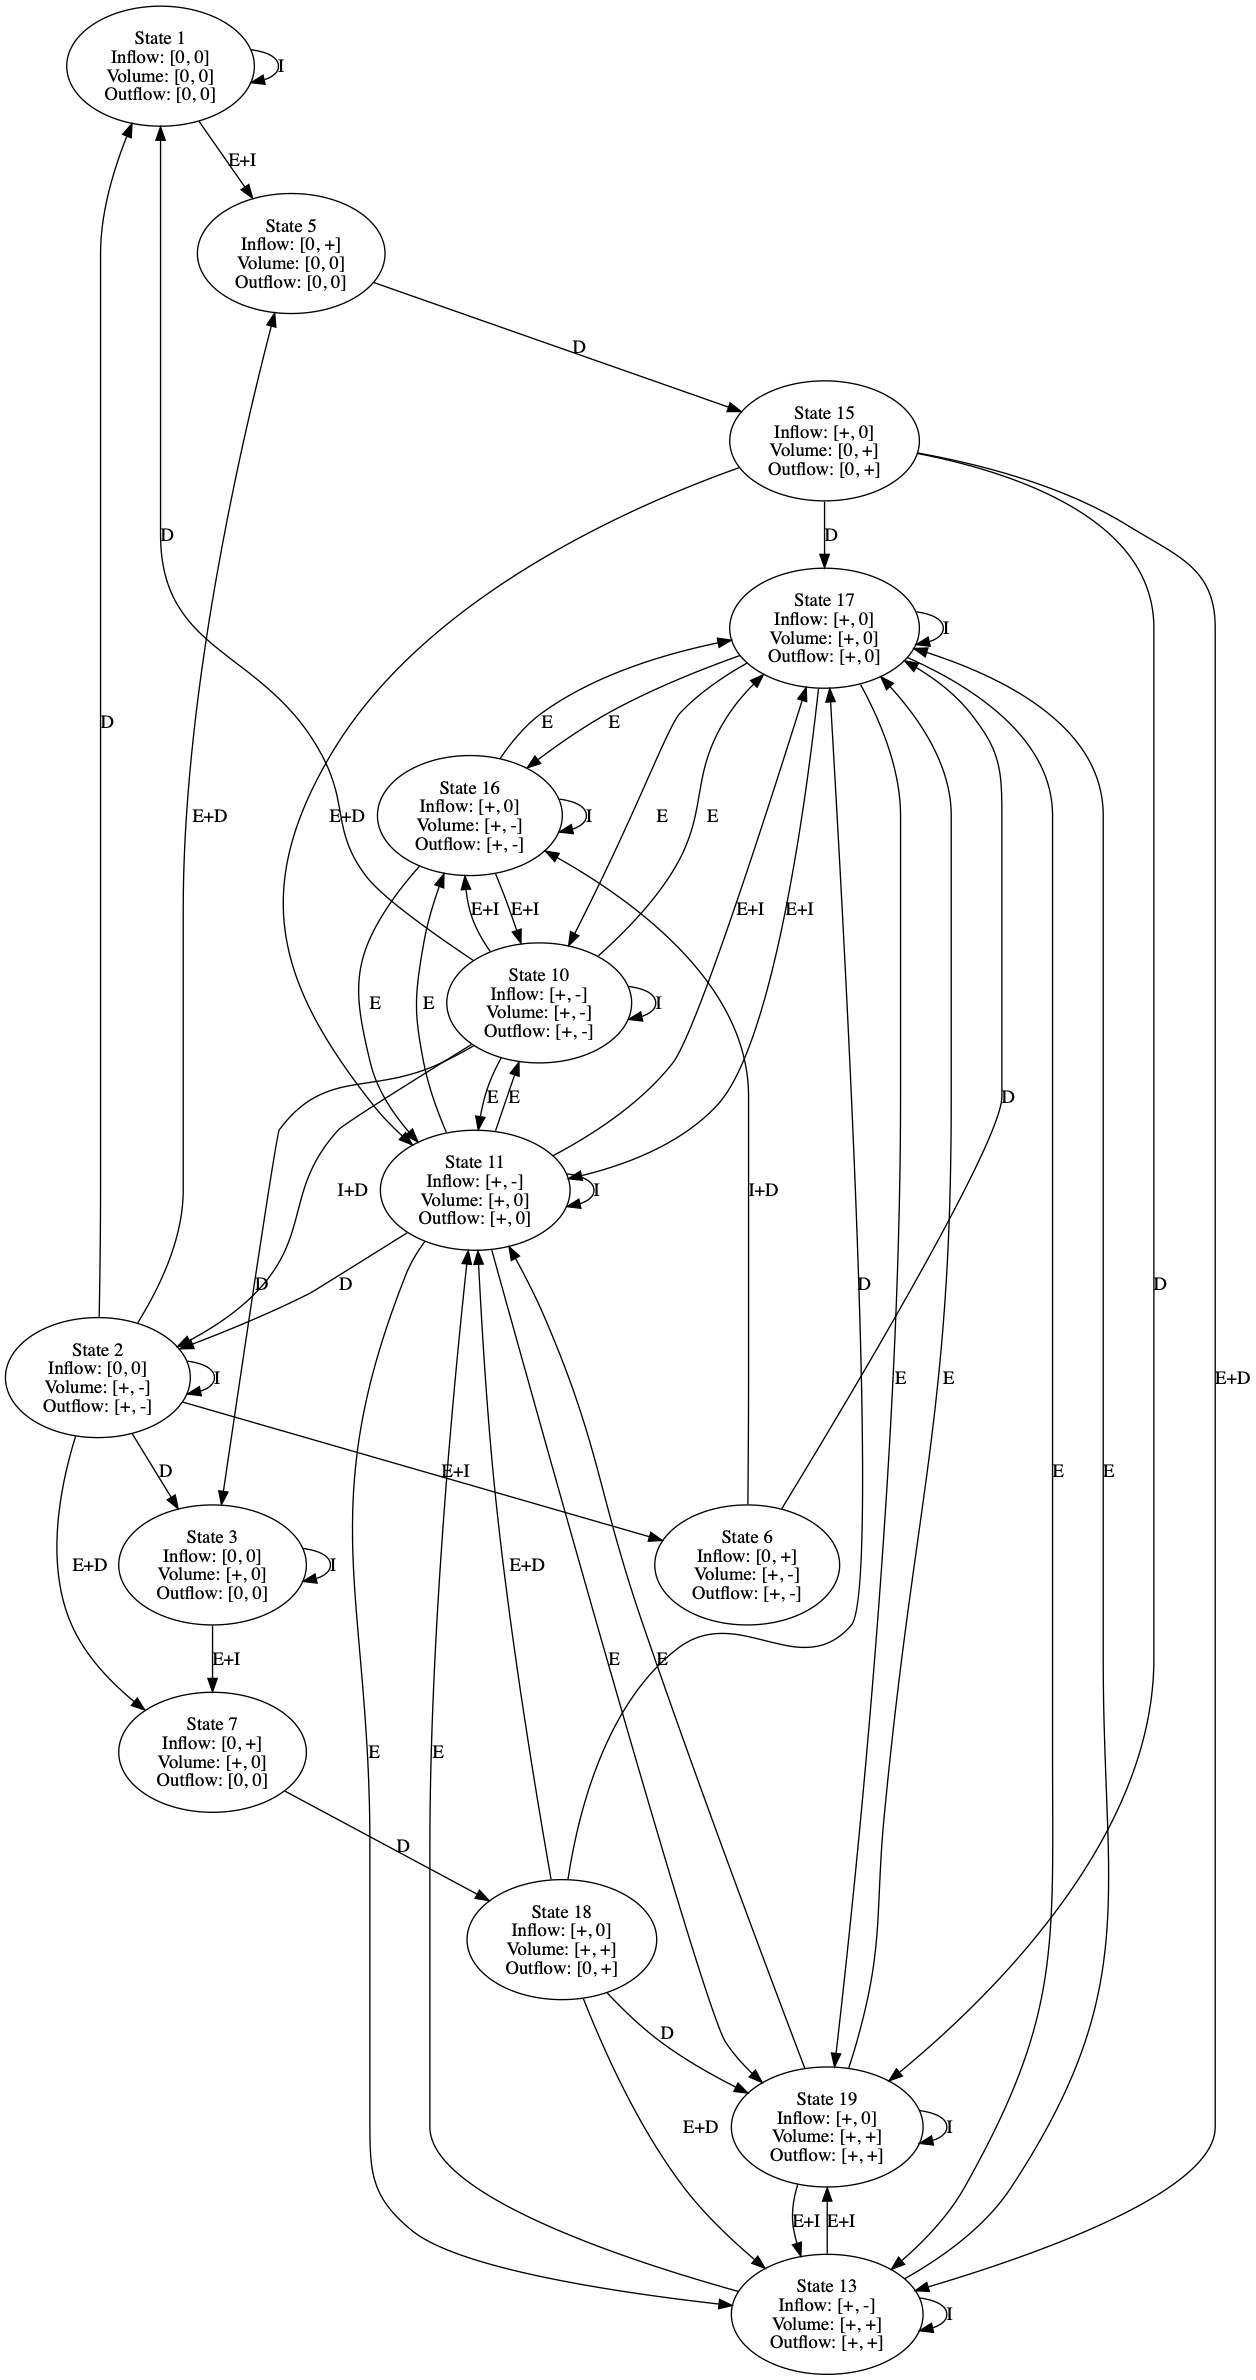 State 1
Inflow: [0, 0]
Volume: [0, 0]
Outflow: [0, 0]
I
E+I
State 5
Inflow: [0, +]
Volume: [0, 0]
Outflow: [0, 0]
D
State 15
Inflow: [+, 0]
Volume: [0, +]
Outflow: [0, +]
D
D
State 17
Inflow: [+, 0]
Volume: [+, 0]
Outflow: [+, 0]
I
D
E
E
State 16
Inflow: [+, 0]
Volume: [+, -]
Outflow: [+, -]
I
E+D
E+D
E
E
E+I
E+I
E+I
E+I
State 10
Inflow: [+, -]
Volume: [+, -]
Outflow: [+, -]
I
E
E
E
E
D
State 11
Inflow: [+, -]
Volume: [+, 0]
Outflow: [+, 0]
I
I+D
I+D
D
D
D
D
State 2
Inflow: [0, 0]
Volume: [+, -]
Outflow: [+, -]
I
E
E
E+D
D
E+I
E
E
State 3
Inflow: [0, 0]
Volume: [+, 0]
Outflow: [0, 0]
I
E+D
E+D
State 6
Inflow: [0, +]
Volume: [+, -]
Outflow: [+, -]
E+I
E
E
State 7
Inflow: [0, +]
Volume: [+, 0]
Outflow: [0, 0]
E
E
D
State 18
Inflow: [+, 0]
Volume: [+, +]
Outflow: [0, +]
D
E+D
State 19
Inflow: [+, 0]
Volume: [+, +]
Outflow: [+, +]
I
E+I
E+I
State 13
Inflow: [+, -]
Volume: [+, +]
Outflow: [+, +]
I